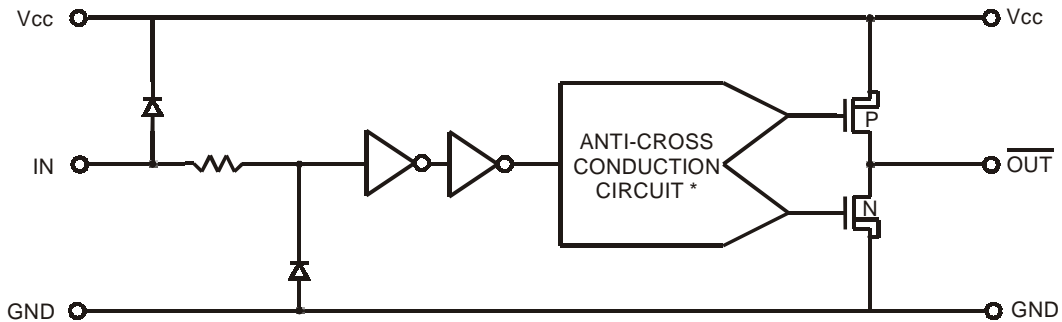 Vcc
Vcc
P
ANTI-CROSS
CONDUCTION
CIRCUIT *
IN
OUT
N
GND
GND